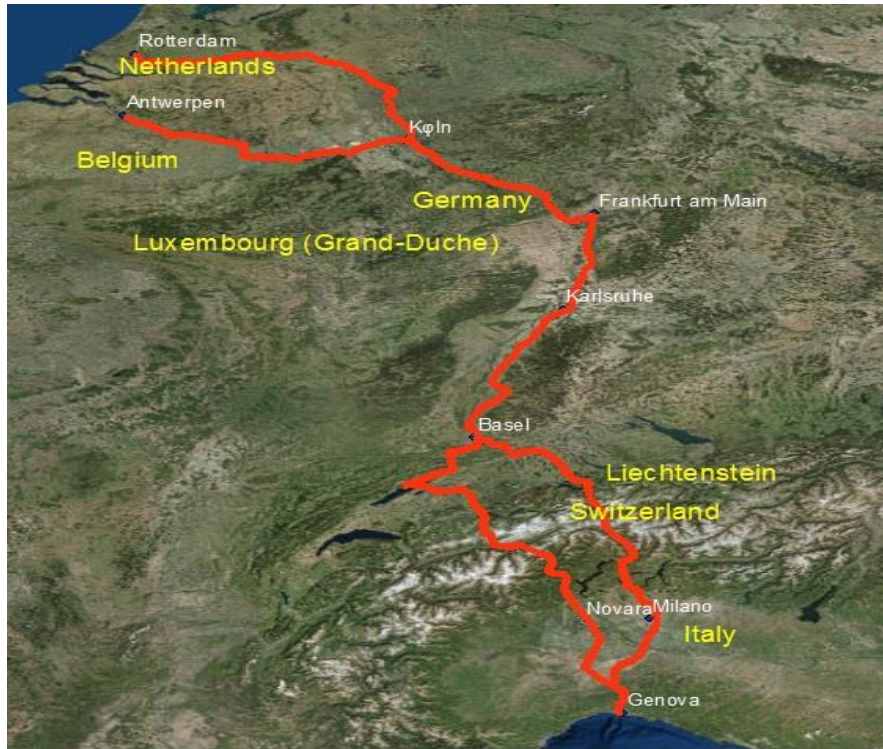 Rotterdam
Netherlands
Antwerpen
Kφln
Belgium
Germany
Frankfurt am Main
Luxembourg (Grand-Duche)
Karlsruhe
Basel
Liechtenstein
Switzerland
Novara
Milano
Italy
Genova